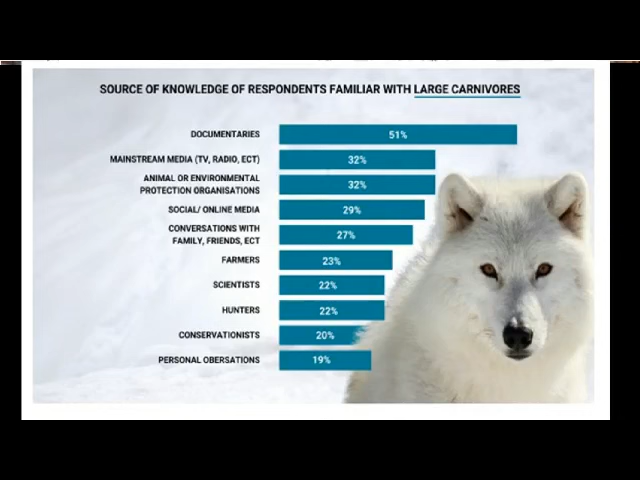 SOURCE OF KNOWLEDGE OF RESPONDENTS FAMILIAR WITH LARGE CARNIVORES
DOCUMENTARIES 51%
MAINSTREAM MEDIA (TV, RADIO, ECT) 32%
ANIMAL OR ENVIRONMENTAL
PROTECTION ORGANISATIONS 32%
SOCIAL/ ONLINE MEDIA 29%
CONVERSATIONS WITH
FAMILY, FRIENDS, ECT 27%
FARMERS 23%
SCIENTISTS 22%
HUNTERS 22%
CONSERVATIONISTS 20%
PERSONAL OBERSATIONS 19%